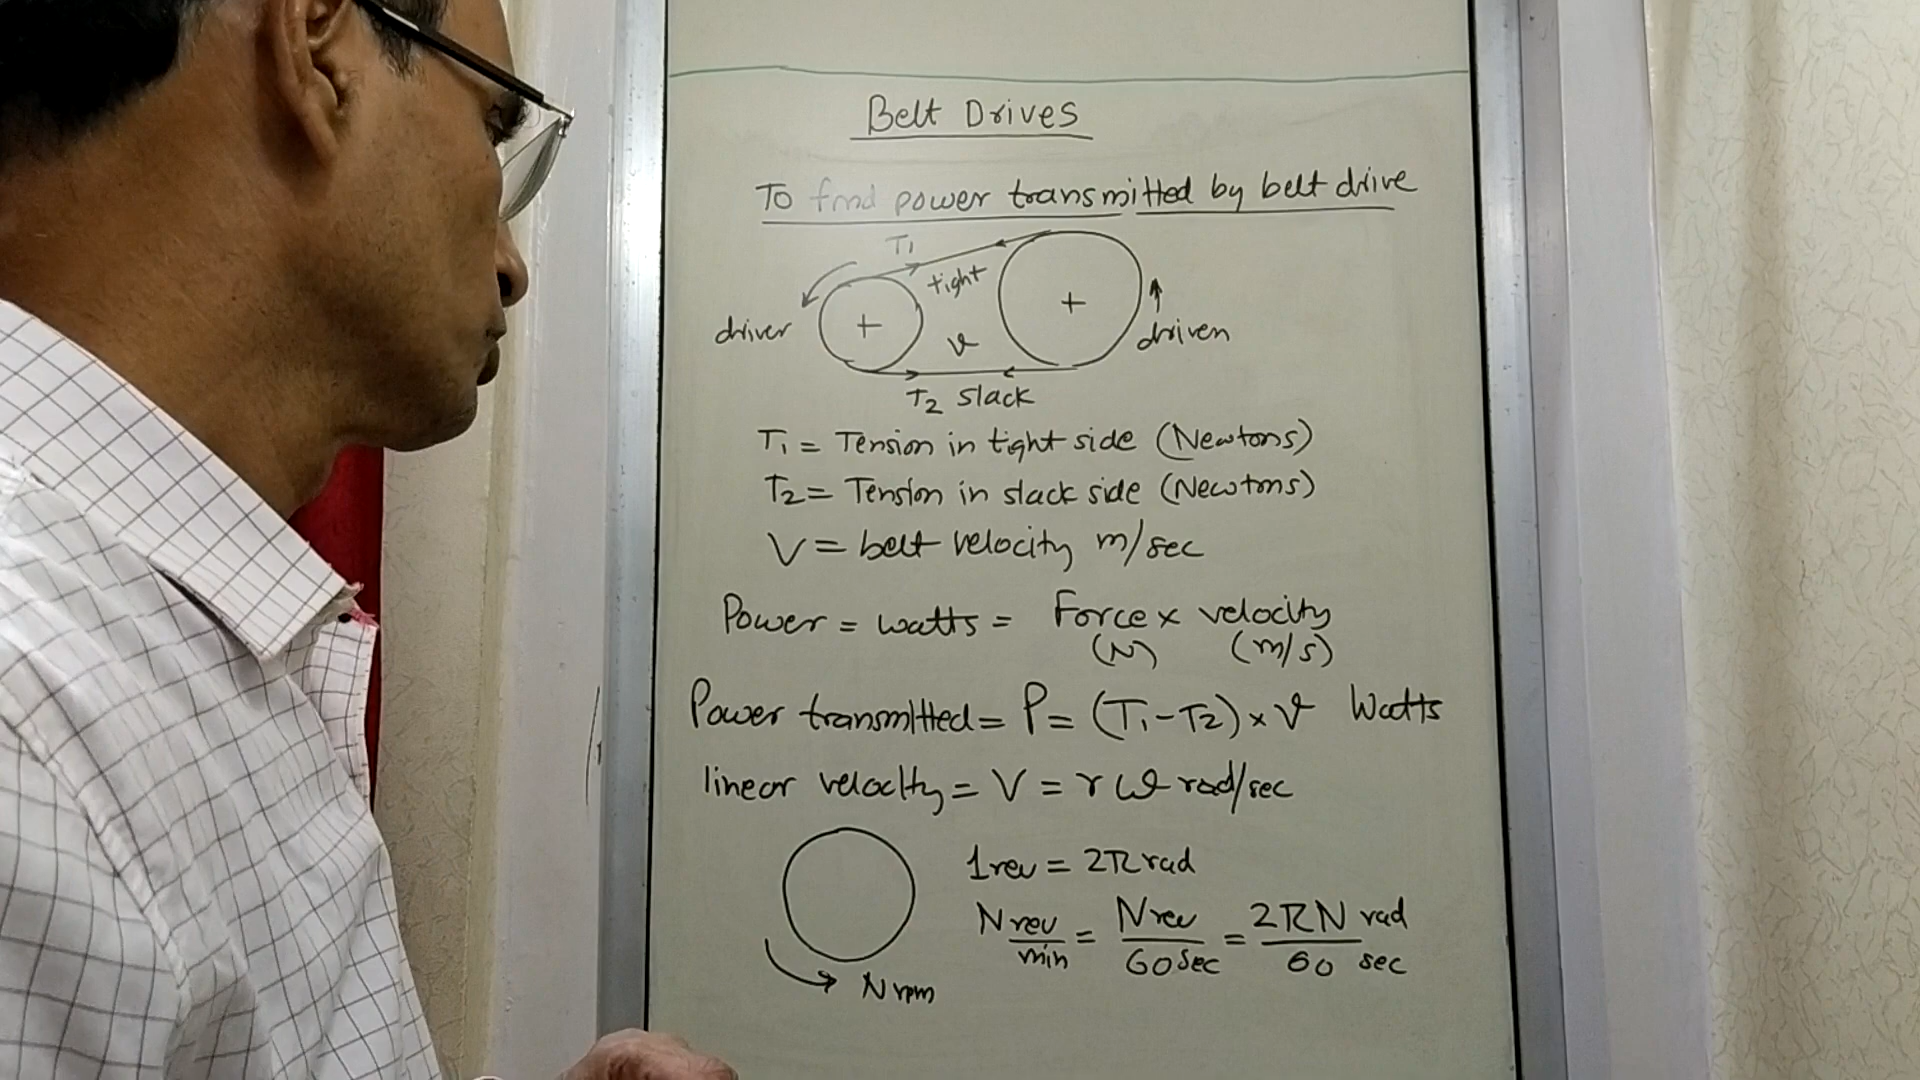 Belt Drives
To find power transmitted by belt drive
T1
tight
driver
v
driven
T2 slack
T1 = Tension in tight side (Newtons)
T2 = Tension in slack side (Newtons)
V = belt velocity m/sec
Power = watts = Force x velocity
(N) (m/s)
Power transmitted = P = (T1 - T2) x v Watts
linear velocity = V = r ω rad/sec
1 rev = 2π rad
N rev/min = N rev/60 sec = 2πN/60 rad/sec
N rpm